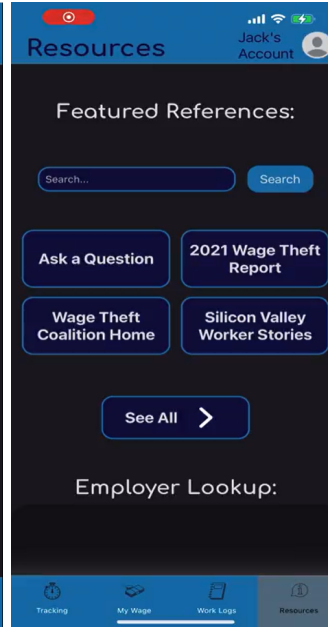 Resources
Jack's
Account
Featured References:
Search...
Search
Ask a Question
2021 Wage Theft
Report
Wage Theft
Coalition Home
Silicon Valley
Worker Stories
See All
Employer Lookup:
Tracking
My Wage
Work Logs
Resources